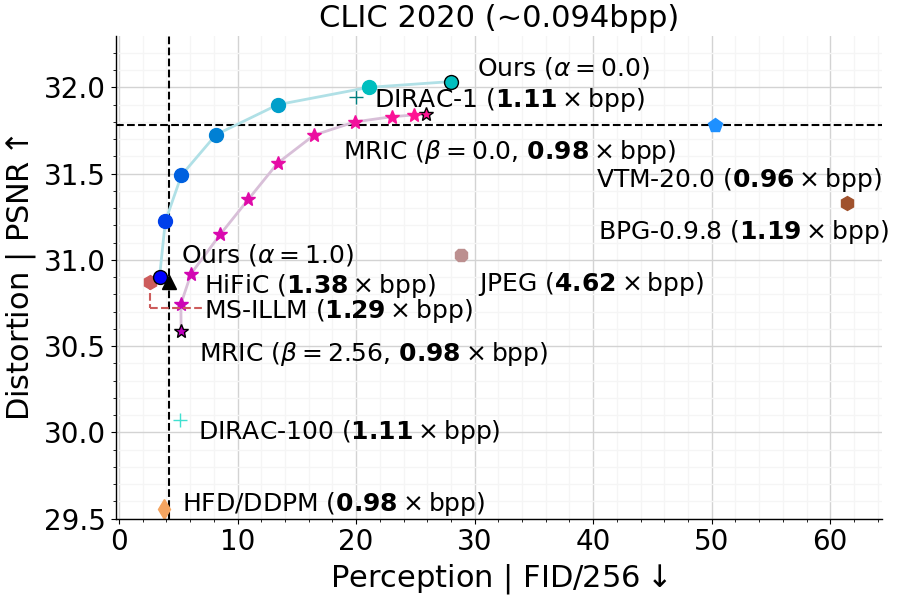 CLIC 2020 (~0.094bpp)
Distortion | PSNR ↑
32.0
31.5
31.0
30.5
30.0
29.5
Ours (α = 0.0)
DIRAC-1 (1.11 × bpp)
MRIC (β = 0.0, 0.98 × bpp)
VTM-20.0 (0.96 × bpp)
BPG-0.9.8 (1.19 × bpp)
Ours (α = 1.0)
HiFiC (1.38 × bpp)
JPEG (4.62 × bpp)
MS-ILLM (1.29 × bpp)
MRIC (β = 2.56, 0.98 × bpp)
DIRAC-100 (1.11 × bpp)
HFD/DDPM (0.98 × bpp)
0 10 20 30 40 50 60
Perception | FID/256 ↓